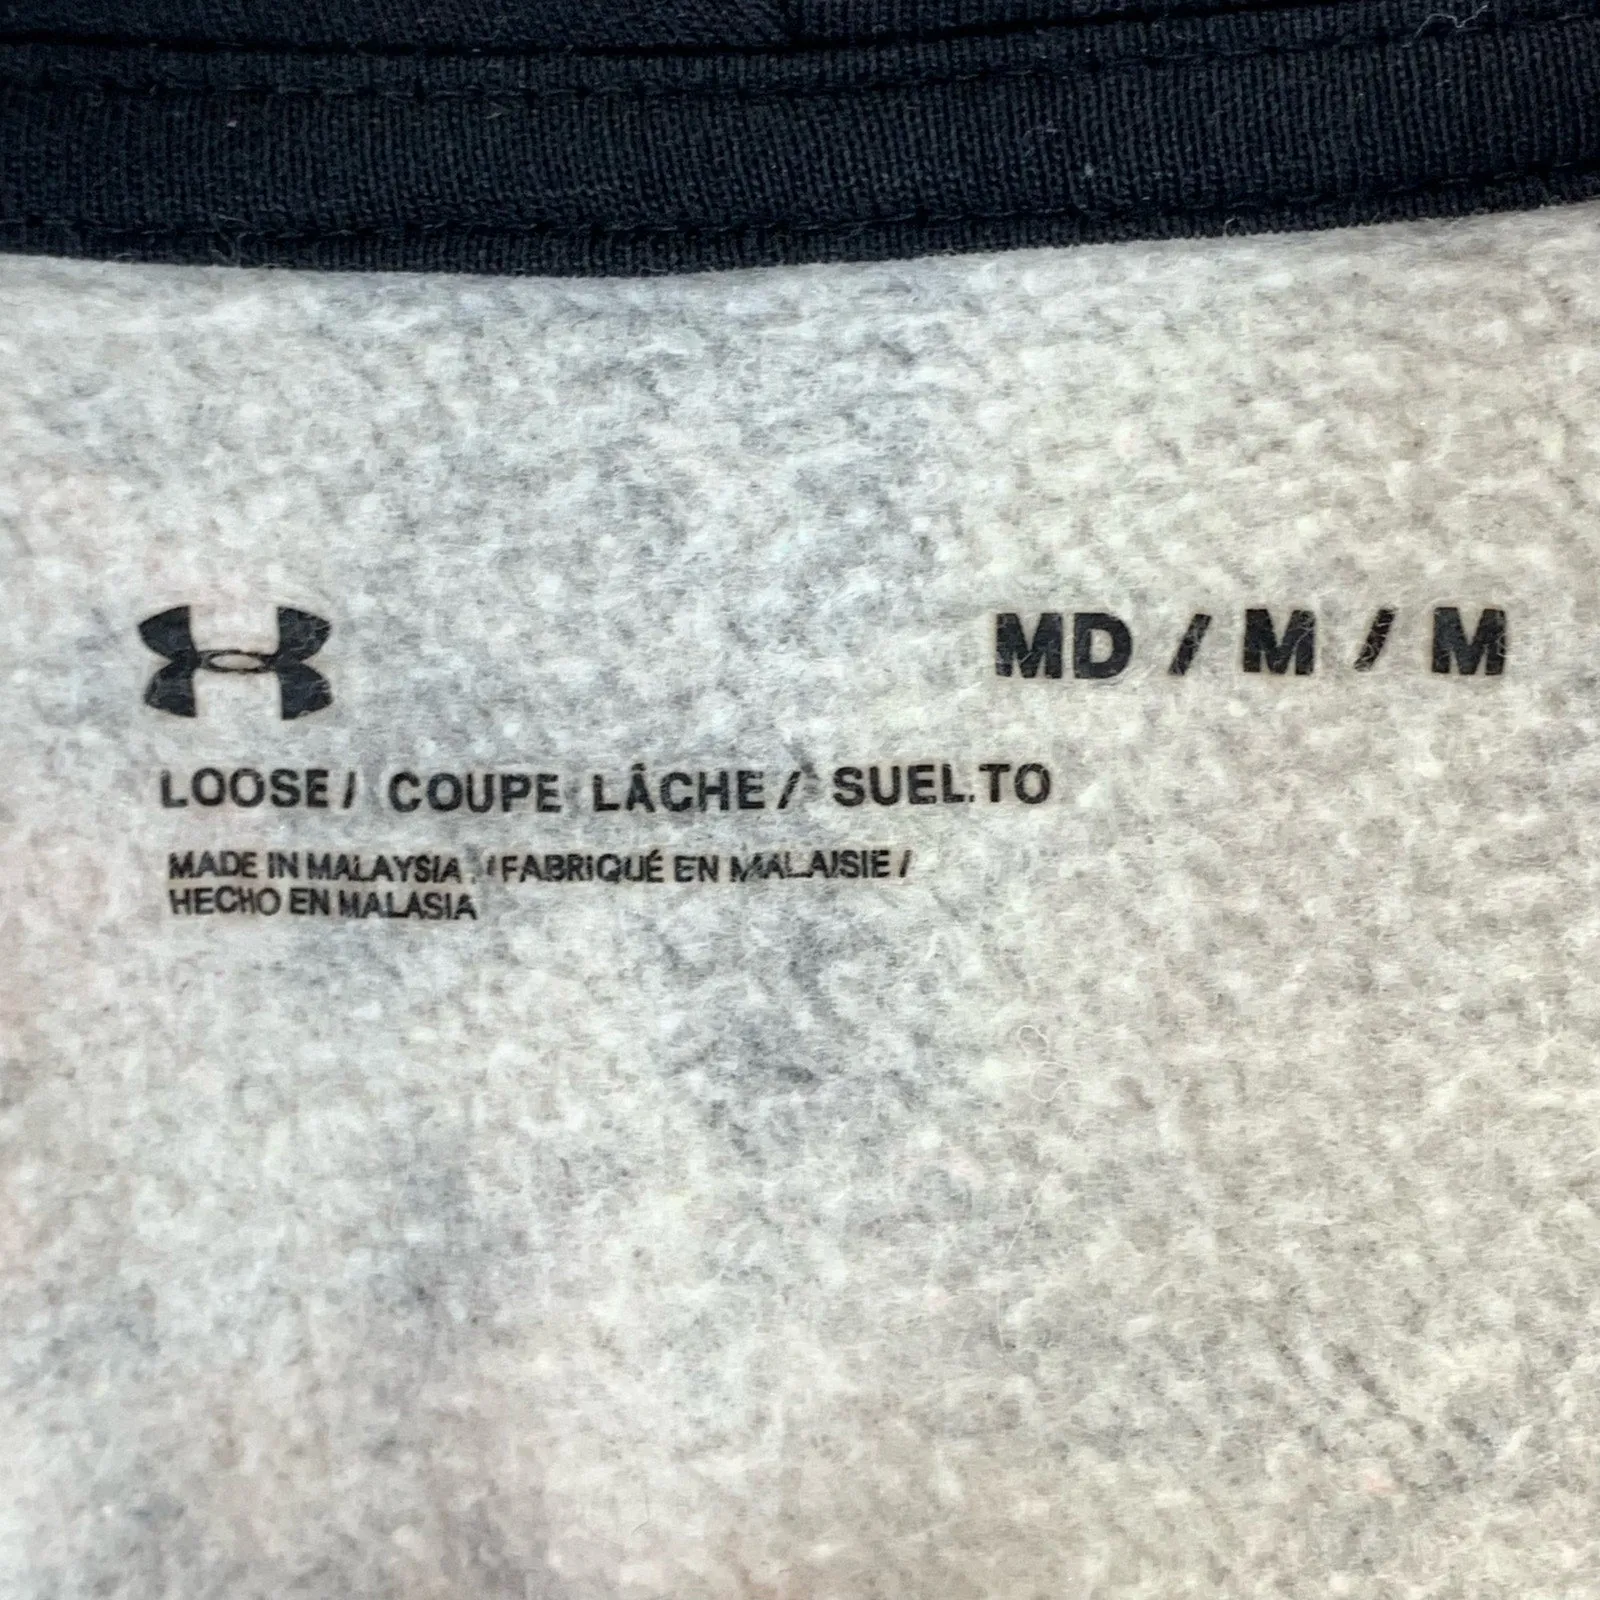 MD / M / M
LOOSE / COUPE LÂCHE / SUELTO
MADE IN MALAYSIA / FABRIQUÉ EN MALAISIE /
HECHO EN MALASIA